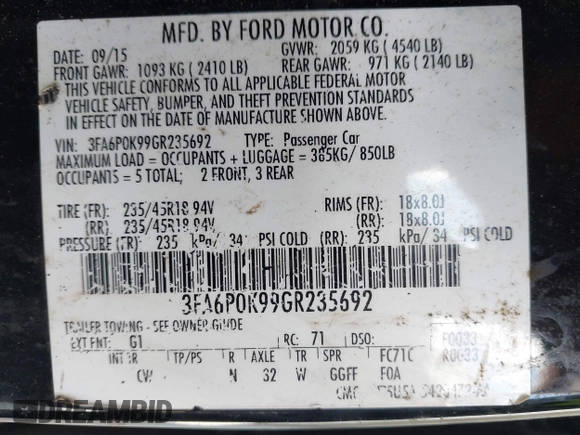 MFD. BY FORD MOTOR CO.
DATE: 09/15 GVWR: 2059 KG ( 4540 LB)
FRONT GAWR: 1093 KG ( 2410 LB) REAR GAWR: 971 KG ( 2140 LB)
THIS VEHICLE CONFORMS TO ALL APPLICABLE FEDERAL MOTOR
VEHICLE SAFETY, BUMPER, AND THEFT PREVENTION STANDARDS
IN EFFECT ON THE DATE OF MANUFACTURE SHOWN ABOVE.
VIN: 3FA6P0K99GR235692 TYPE: Passenger Car
MAXIMUM LOAD = OCCUPANTS + LUGGAGE = 385KG/ 850LB
OCCUPANTS = 5 TOTAL; 2 FRONT, 3 REAR
TIRE (FR): 235/45R18 94V RIMS (FR): 18x8.0J
(RR) 235/45R18 94V (RR): 18x8.0J
PRESSURE (FR): 235 kPa/ 34 PSI COLD (RR): 235 kPa/ 34 PSI COLD
3FA6P0K99GR235692
TRAILER TOWING - SEE OWNER GUIDE
EXT PNT: G1 RC: 71 DSO: F0033
R0033
INT TR TP/PS R AXLE TR SPR FC71C
CW N 32 W GGFF F0A
DREAMBID